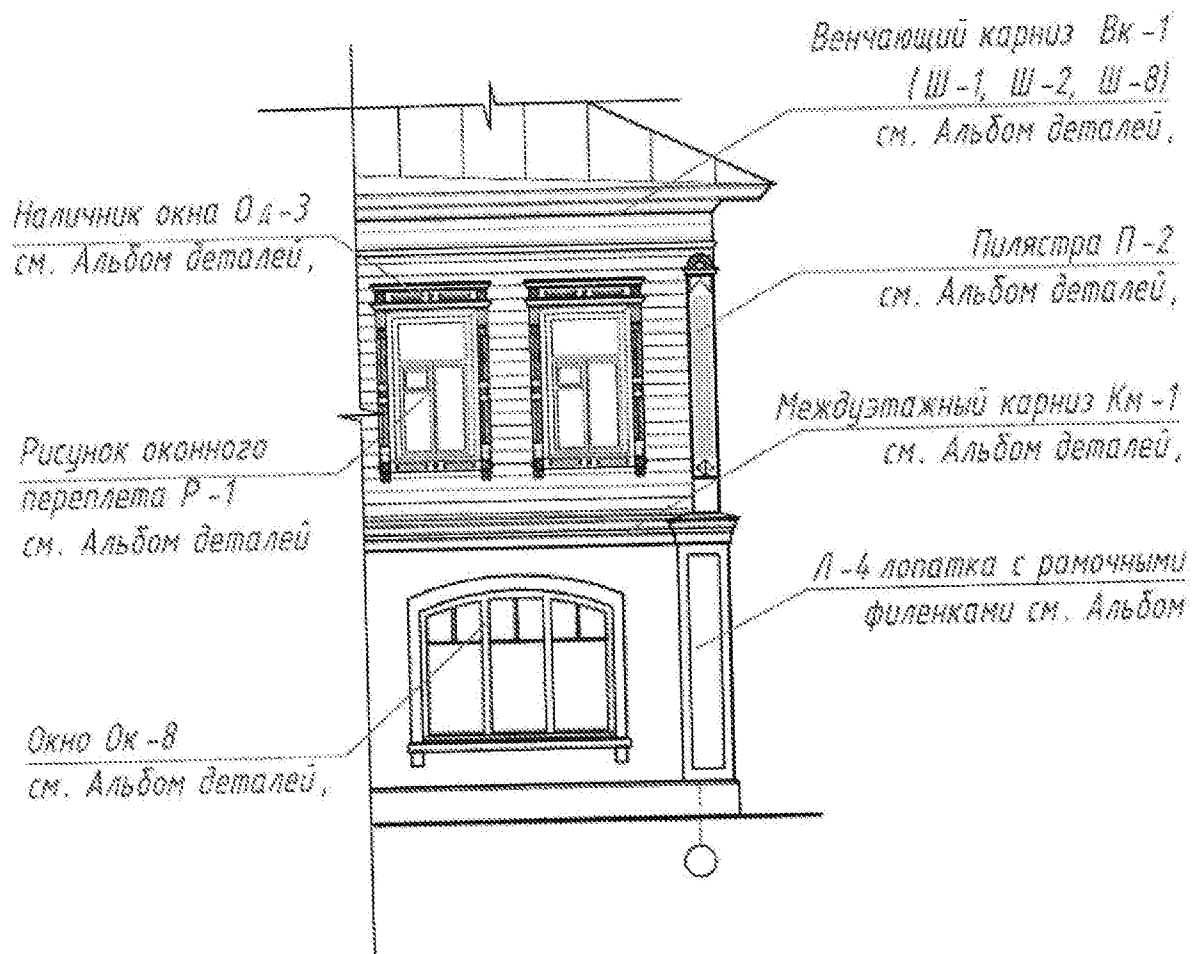 Венчающий карниз Вк-1
(Ш-1, Ш-2, Ш-8)
см. Альбом деталей,
Наличник окна Од-3
см. Альбом деталей,
Пилястра П-2
см. Альбом деталей,
Междуэтажный карниз Км-1
см. Альбом деталей,
Рисунок оконного
переплета Р-1
см. Альбом деталей
Л-4 лопатка с рамочными
филенками см. Альбом
Окно Ок-8
см. Альбом деталей,